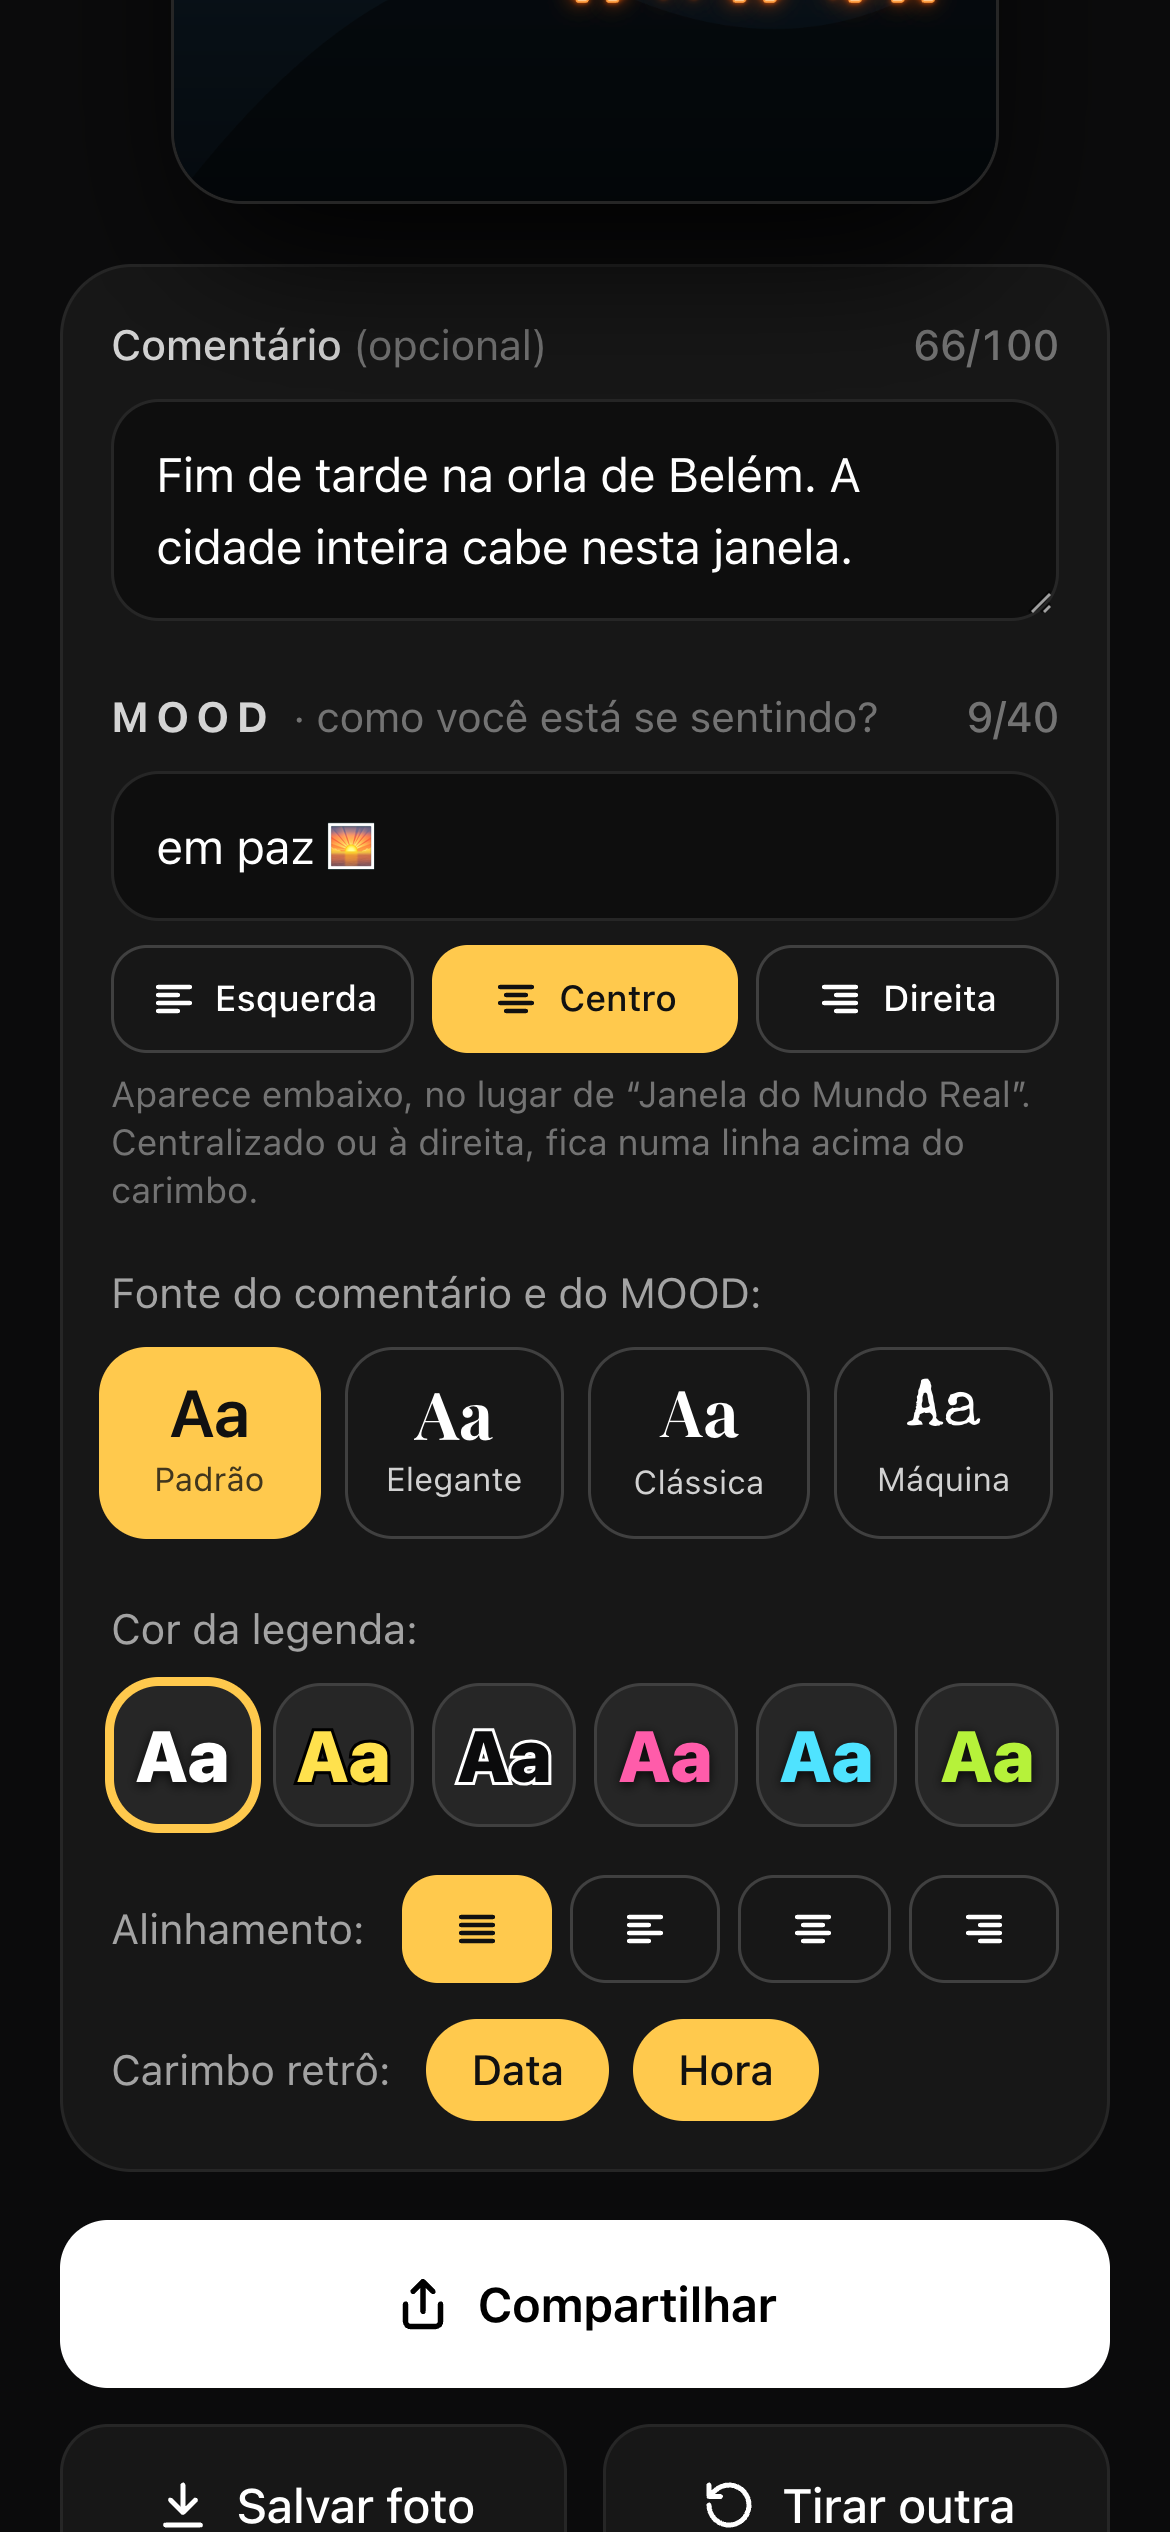 Comentário (opcional) 66/100
Fim de tarde na orla de Belém. A
cidade inteira cabe nesta janela.
MOOD · como você está se sentindo? 9/40
em paz 🌅
Esquerda Centro Direita
Aparece embaixo, no lugar de “Janela do Mundo Real”.
Centralizado ou à direita, fica numa linha acima do
carimbo.
Fonte do comentário e do MOOD:
Aa Aa Aa Aa
Padrão Elegante Clássica Máquina
Cor da legenda:
Aa Aa Aa Aa Aa Aa
Alinhamento:
Carimbo retrô: Data Hora
Compartilhar
Salvar foto Tirar outra